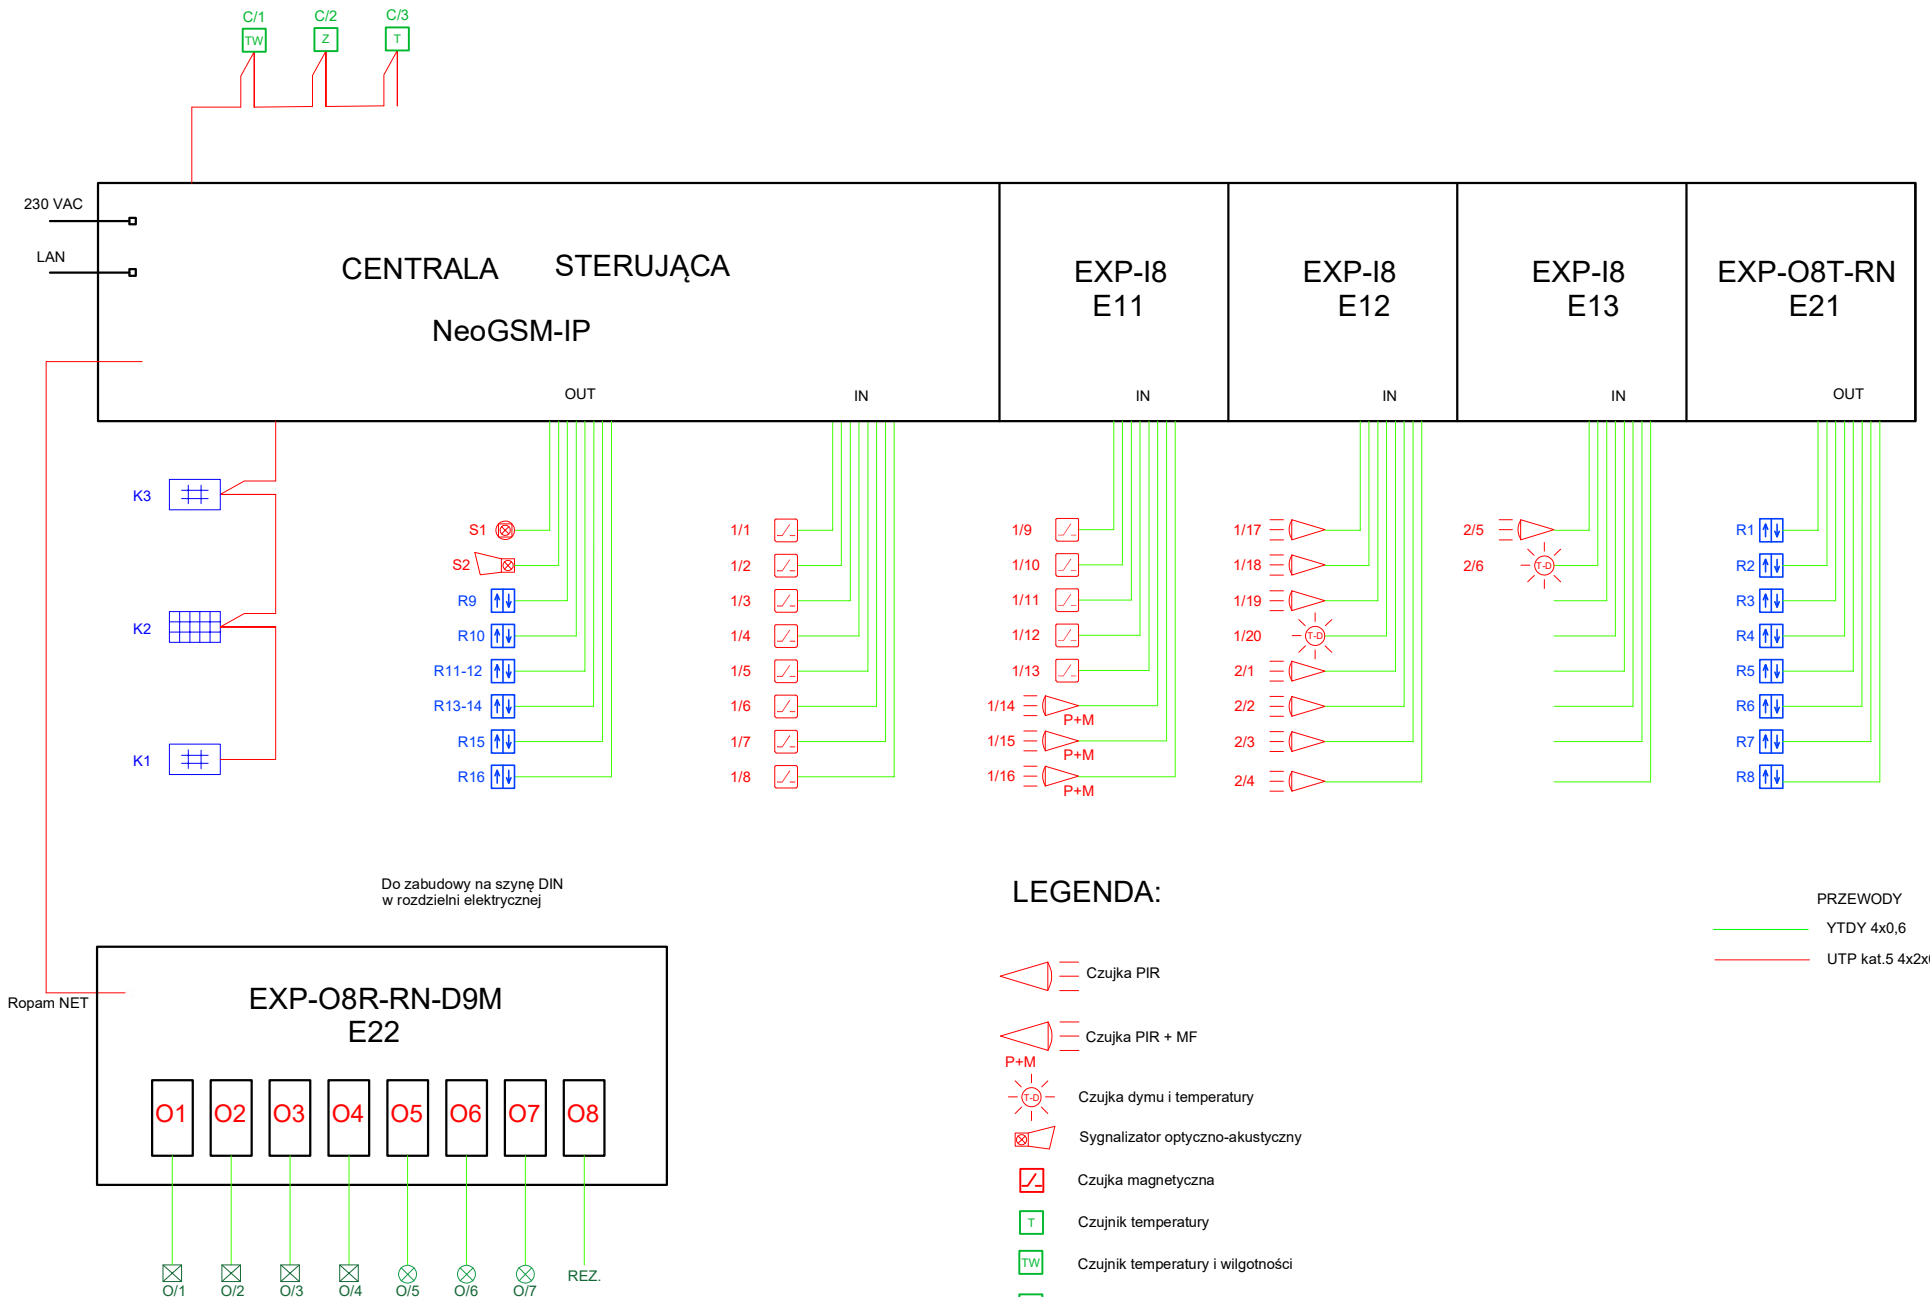 C/1 C/2 C/3
TW Z T
230 VAC
LAN
CENTRALA STERUJĄCA
NeoGSM-IP
EXP-I8
E11
EXP-I8
E12
EXP-I8
E13
EXP-O8T-RN
E21
OUT IN IN IN IN OUT
K3
K2
K1
S1
S2
R9
R10
R11-12
R13-14
R15
R16
1/1
1/2
1/3
1/4
1/5
1/6
1/7
1/8
1/9
1/10
1/11
1/12
1/13
1/14
P+M
1/15
P+M
1/16
P+M
1/17
1/18
1/19
1/20 T-D
2/1
2/2
2/3
2/4
2/5
2/6 T-D
R1
R2
R3
R4
R5
R6
R7
R8
Do zabudowy na szynę DIN
w rozdzielni elektrycznej
Ropam NET
EXP-O8R-RN-D9M
E22
O1 O2 O3 O4 O5 O6 O7 O8
O/1 O/2 O/3 O/4 O/5 O/6 O/7 REZ.
LEGENDA:
Czujka PIR
Czujka PIR + MF
P+M
T-D Czujka dymu i temperatury
Sygnalizator optyczno-akustyczny
Czujka magnetyczna
T Czujnik temperatury
TW Czujnik temperatury i wilgotności
PRZEWODY
YTDY 4x0,6
UTP kat.5